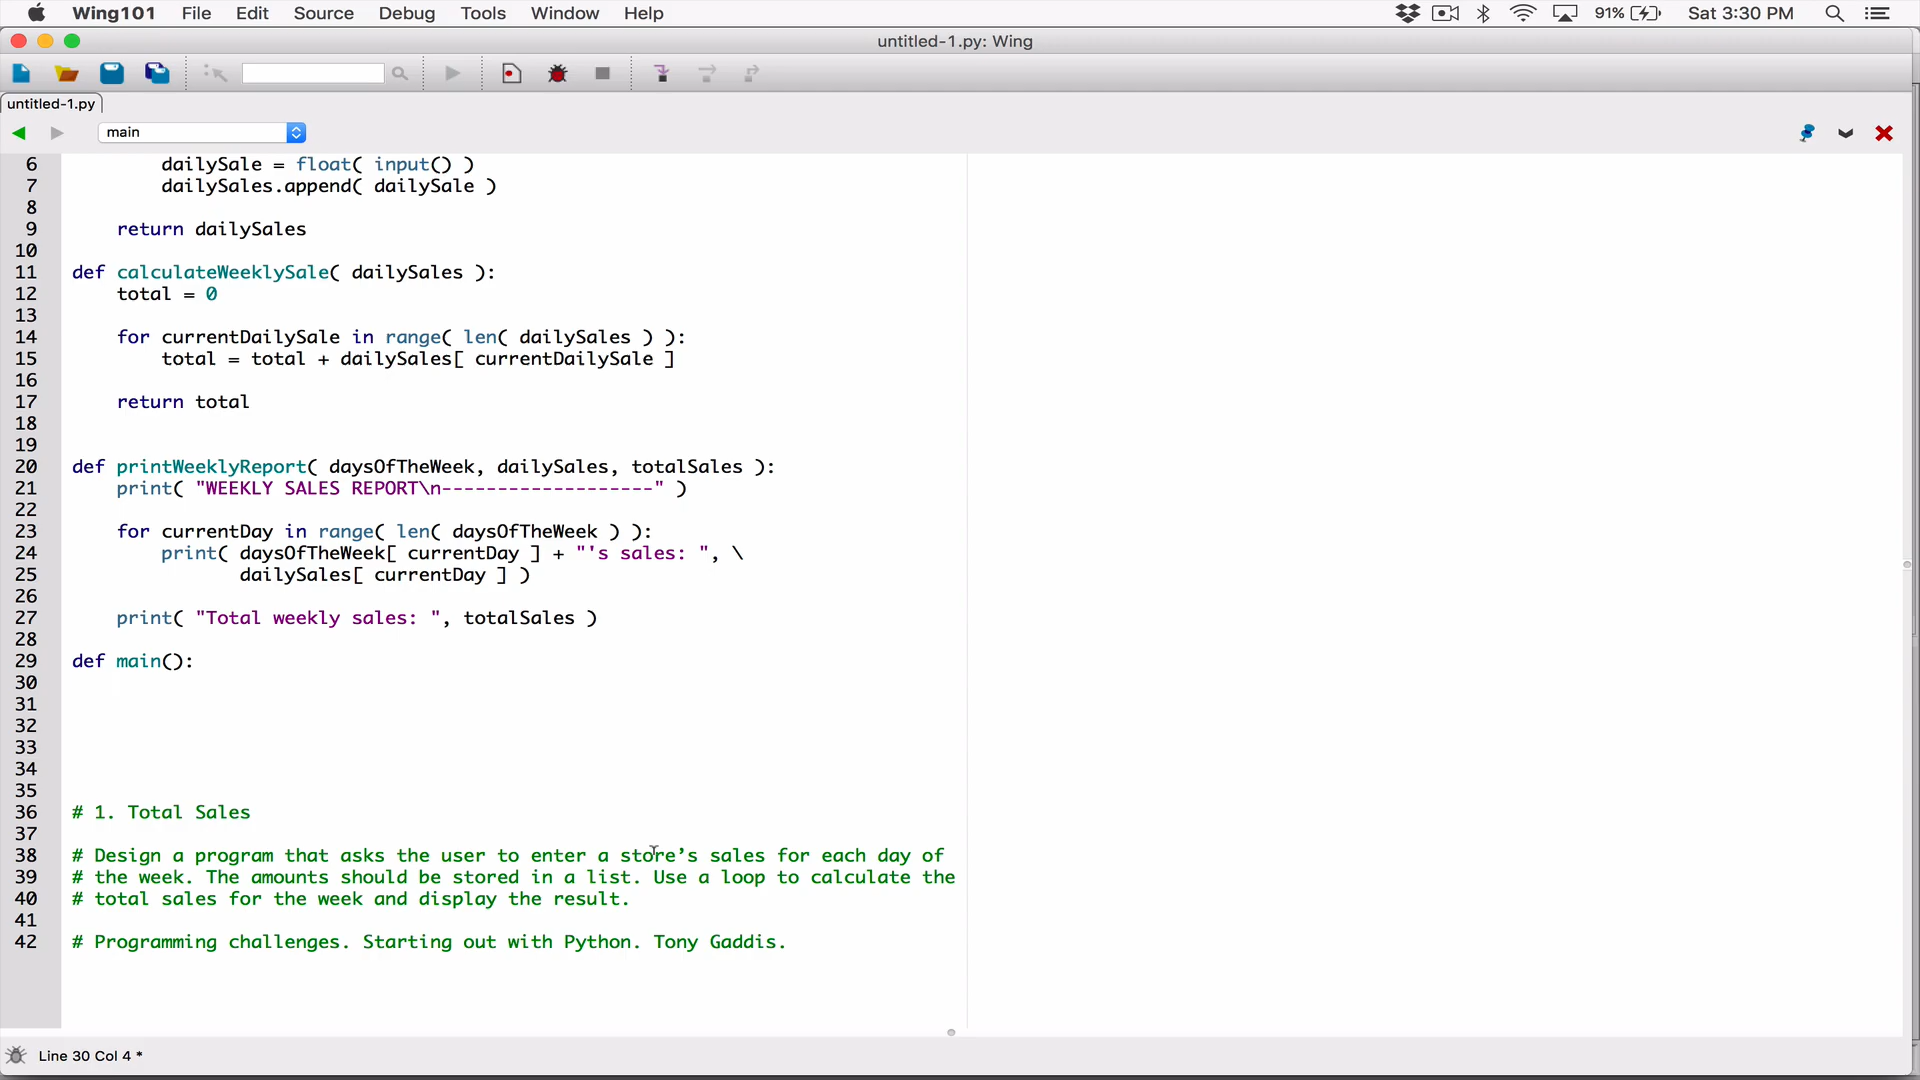 Wing101 File Edit Source Debug Tools Window Help 91% Sat 3:30 PM
untitled-1.py: Wing
untitled-1.py
main
6 dailySale = float( input() )
7 dailySales.append( dailySale )
8
9 return dailySales
10
11 def calculateWeeklySale( dailySales ):
12 total = 0
13
14 for currentDailySale in range( len( dailySales ) ):
15 total = total + dailySales[ currentDailySale ]
16
17 return total
18
19
20 def printWeeklyReport( daysOfTheWeek, dailySales, totalSales ):
21 print( "WEEKLY SALES REPORT\n-------------------" )
22
23 for currentDay in range( len( daysOfTheWeek ) ):
24 print( daysOfTheWeek[ currentDay ] + "'s sales: ", \
25 dailySales[ currentDay ] )
26
27 print( "Total weekly sales: ", totalSales )
28
29 def main():
30
31
32
33
34
35
36 # 1. Total Sales
37
38 # Design a program that asks the user to enter a store’s sales for each day of
39 # the week. The amounts should be stored in a list. Use a loop to calculate the
40 # total sales for the week and display the result.
41
42 # Programming challenges. Starting out with Python. Tony Gaddis.
Line 30 Col 4 *